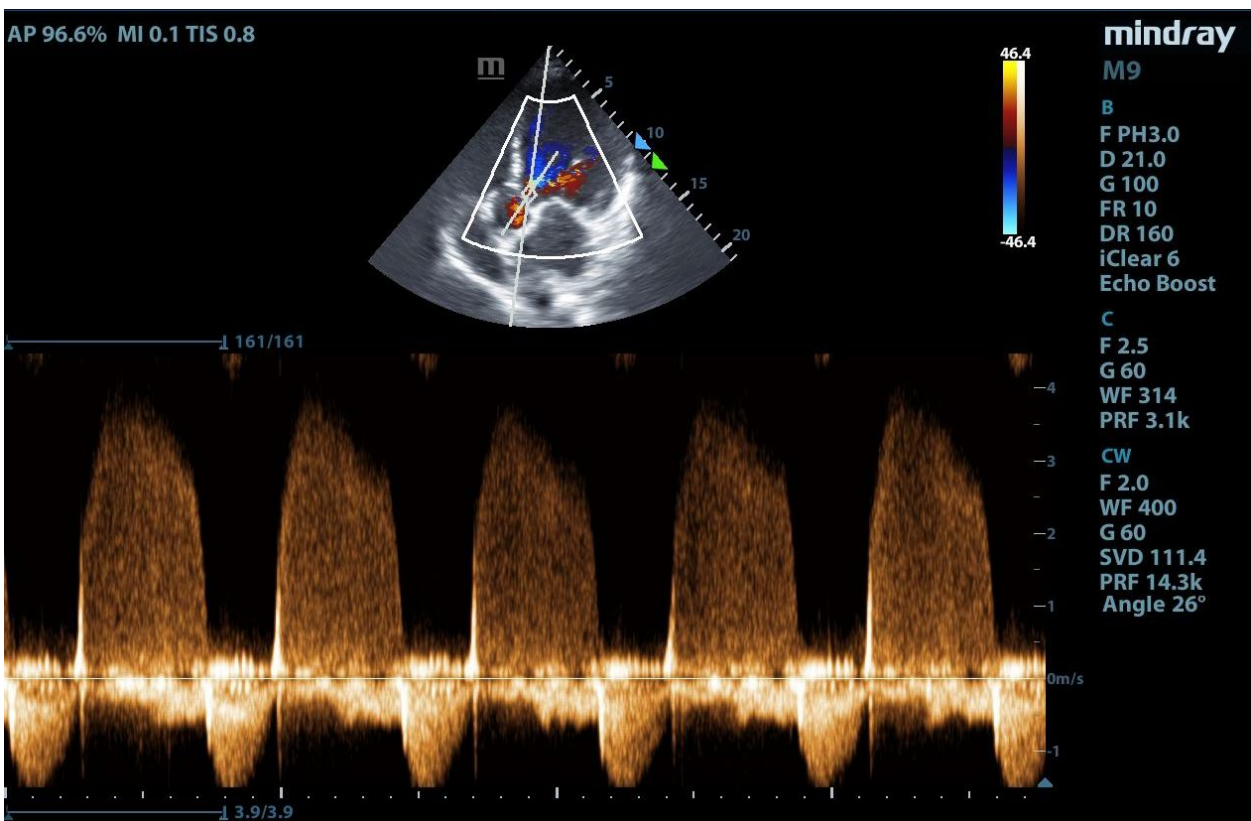 AP 96.6% MI 0.1 TIS 0.8
mindray
M9
m
46.4
-46.4
5
10
15
20
B
F PH3.0
D 21.0
G 100
FR 10
DR 160
iClear 6
Echo Boost
C
F 2.5
G 60
WF 314
PRF 3.1k
CW
F 2.0
WF 400
G 60
SVD 111.4
PRF 14.3k
Angle 26°
161/161
4
3
2
1
0m/s
-1
3.9/3.9